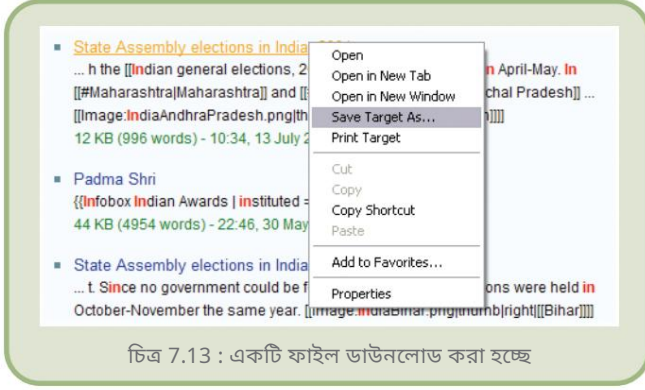 State Assembly elections in India
... h the [[Indian general elections, 2 n April-May. In
[[#Maharashtra|Maharashtra]] and [[ chal Pradesh]] ...
[[Image:IndiaAndhraPradesh.png|th
12 KB (996 words) - 10:34, 13 July 2
Padma Shri
{{Infobox Indian Awards | instituted =
44 KB (4954 words) - 22:46, 30 May
State Assembly elections in India
... t. Since no government could be f ons were held in
October-November the same year. [[Image:IndiaBihar.png|thumb|right|[[Bihar]]]]
Open
Open in New Tab
Open in New Window
Save Target As...
Print Target
Cut
Copy
Copy Shortcut
Paste
Add to Favorites...
Properties
চিত্র 7.13 : একটি ফাইল ডাউনলোড করা হচ্ছে